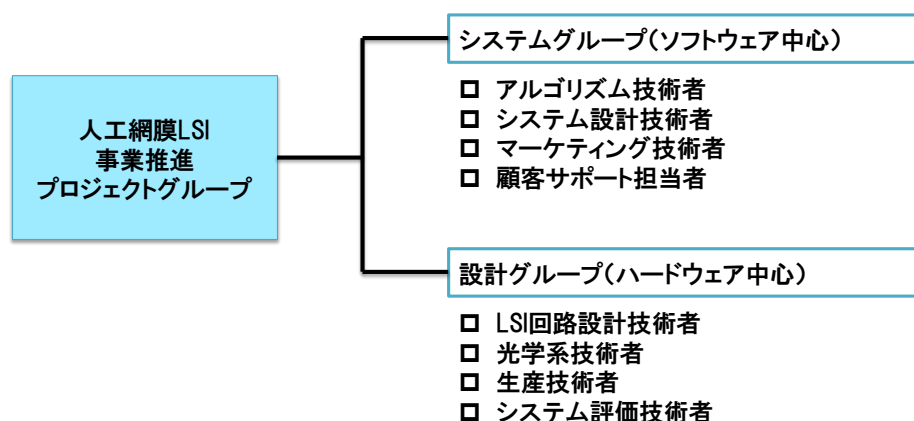 人工網膜LSI
事業推進
プロジェクトグループ
システムグループ(ソフトウェア中心)
アルゴリズム技術者
システム設計技術者
マーケティング技術者
顧客サポート担当者
設計グループ(ハードウェア中心)
LSI回路設計技術者
光学系技術者
生産技術者
システム評価技術者